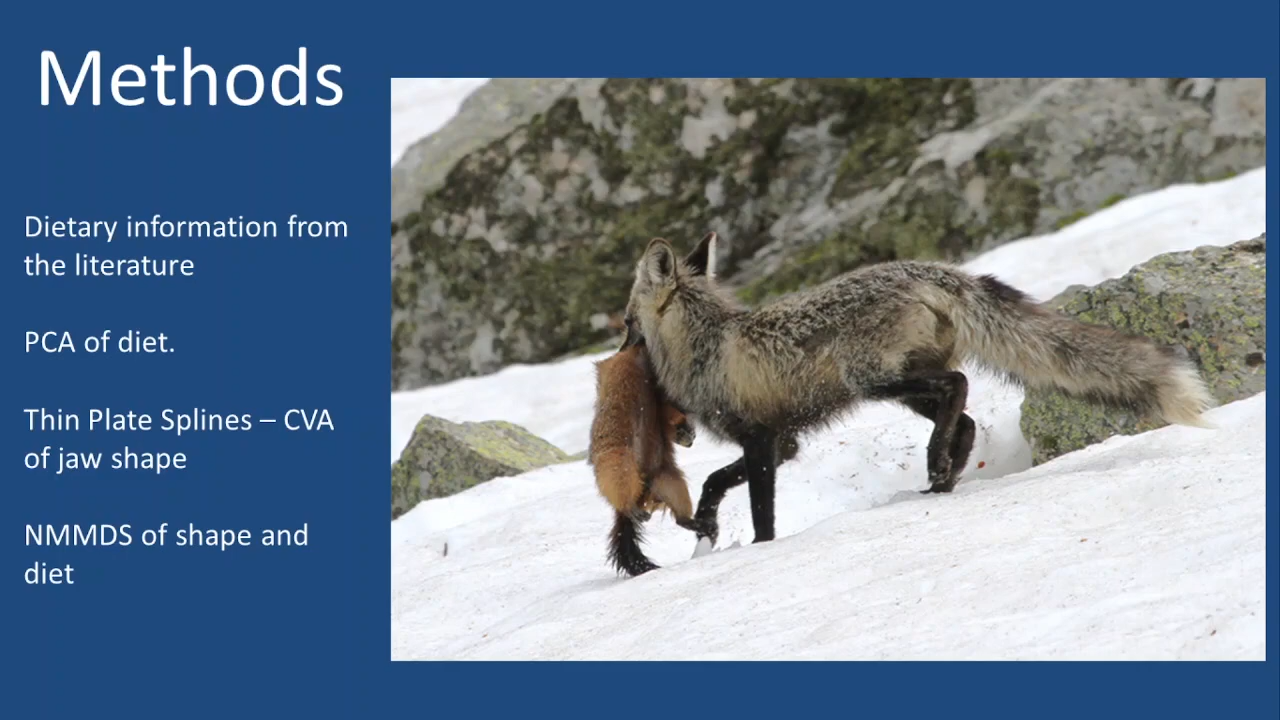 Methods
Dietary information from
the literature
PCA of diet.
Thin Plate Splines – CVA
of jaw shape
NMMDS of shape and
diet